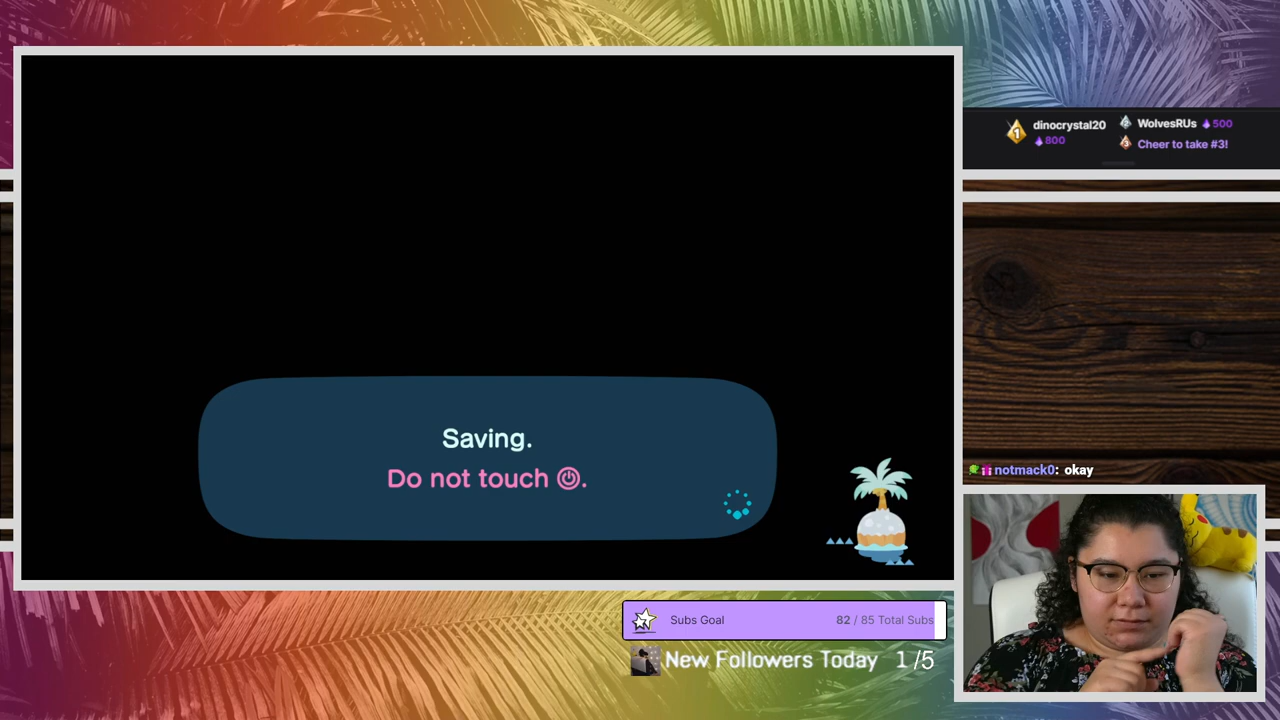 dinocrystal20
800
WolvesRUs 500
Cheer to take #3!
Saving.
Do not touch ⏻.
notmack0: okay
Subs Goal 82 / 85 Total Subs
New Followers Today 1 /5